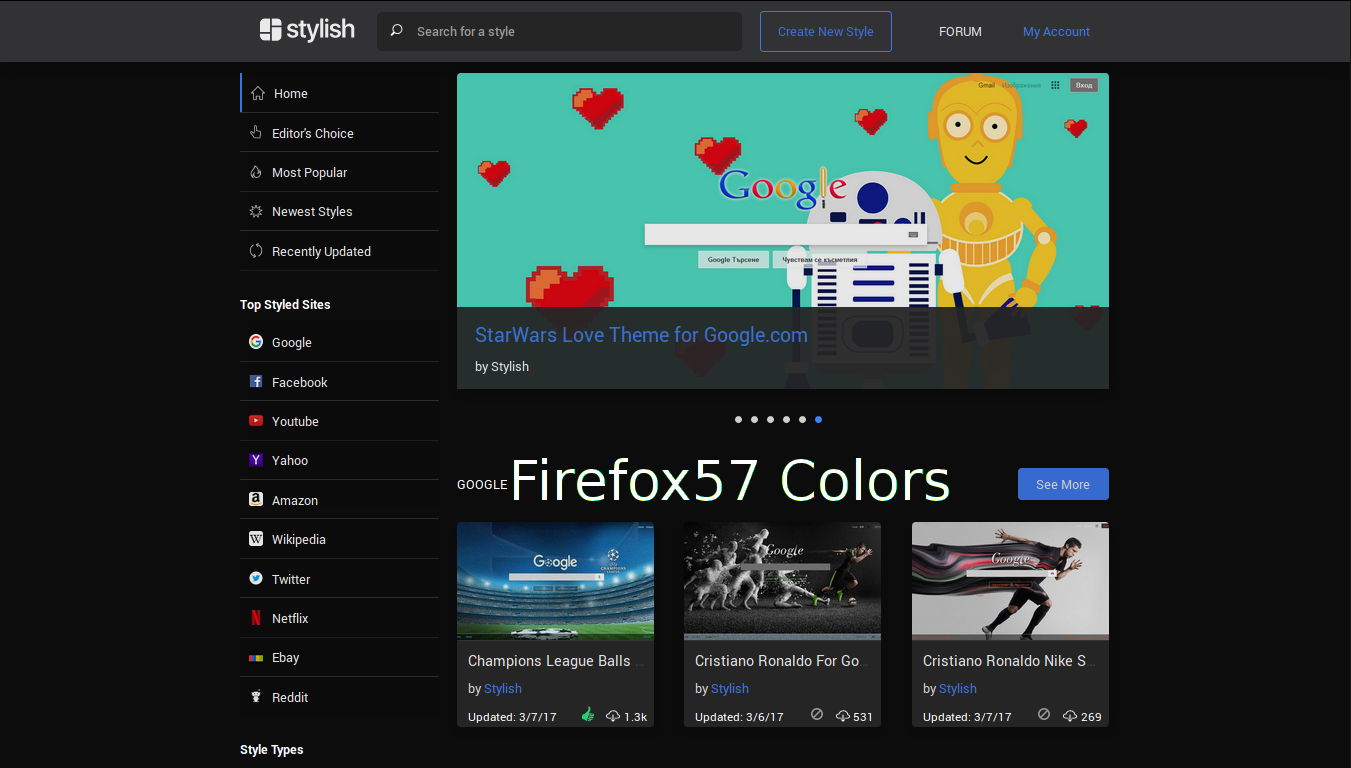 stylish
Search for a style
Create New Style
FORUM
My Account
Home
Editor's Choice
Most Popular
Newest Styles
Recently Updated
Top Styled Sites
Google
Facebook
Youtube
Yahoo
Amazon
Wikipedia
Twitter
Netflix
Ebay
Reddit
Style Types
Gmail Изображения
Вход
Google
Google Търсене
Чувствам се късметлия
StarWars Love Theme for Google.com
by Stylish
GOOGLE
Firefox57 Colors
See More
Google
CHAMPIONS
Champions League Balls ...
by Stylish
Updated: 3/7/17
1.3k
Google
Cristiano Ronaldo For Go
by Stylish
Updated: 3/6/17
531
Google
Cristiano Ronaldo Nike S...
by Stylish
Updated: 3/7/17
269